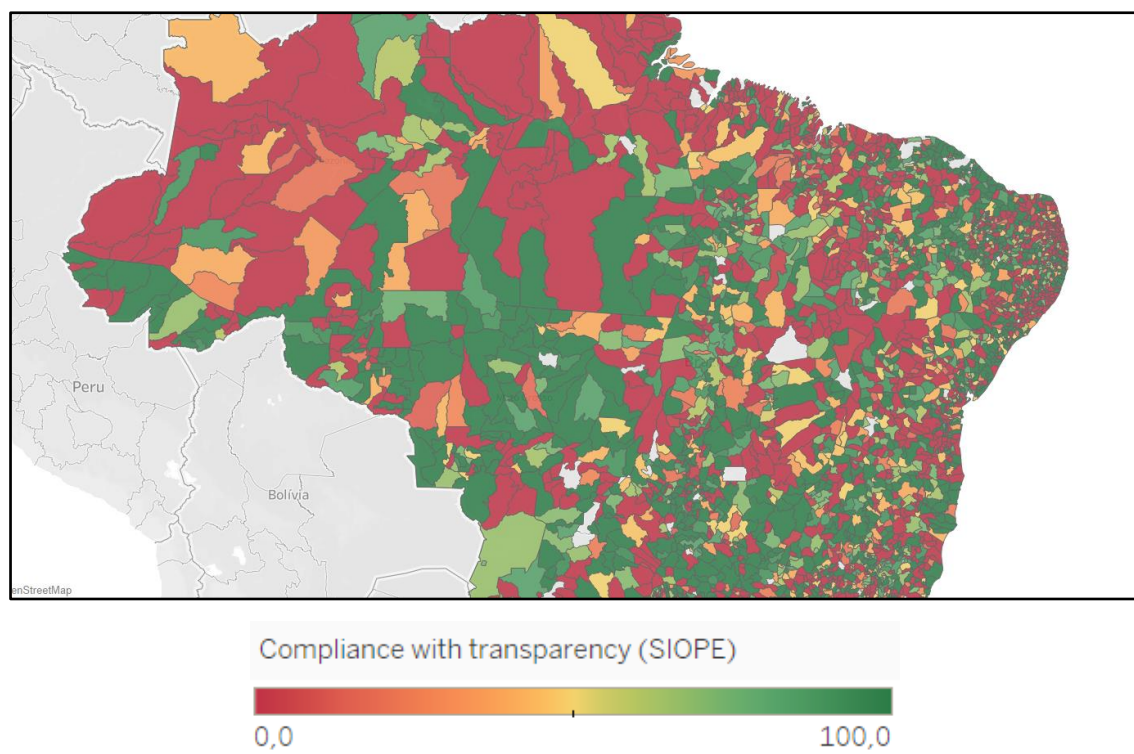 Peru
Bolívia
enStreetMap
Compliance with transparency (SIOPE)
0,0
100,0